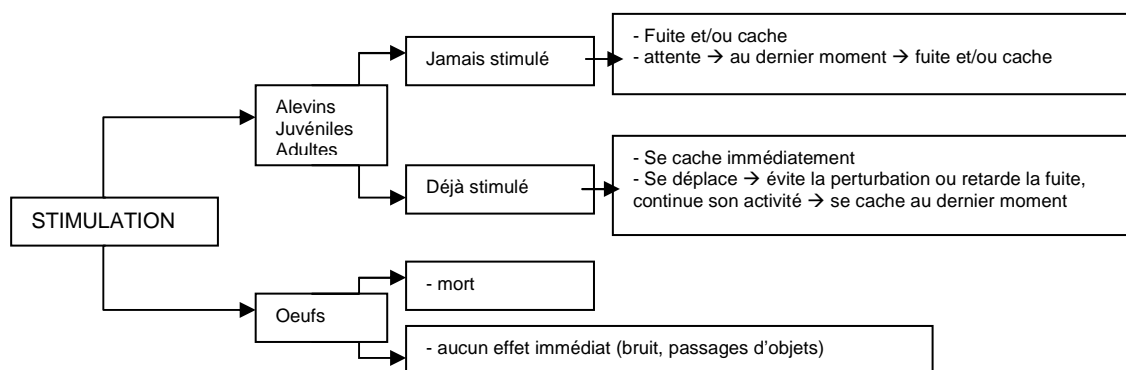 STIMULATION
Alevins
Juvéniles
Adultes
Jamais stimulé
- Fuite et/ou cache
- attente → au dernier moment → fuite et/ou cache
Déjà stimulé
- Se cache immédiatement
- Se déplace → évite la perturbation ou retarde la fuite,
continue son activité → se cache au dernier moment
Oeufs
- mort
- aucun effet immédiat (bruit, passages d'objets)